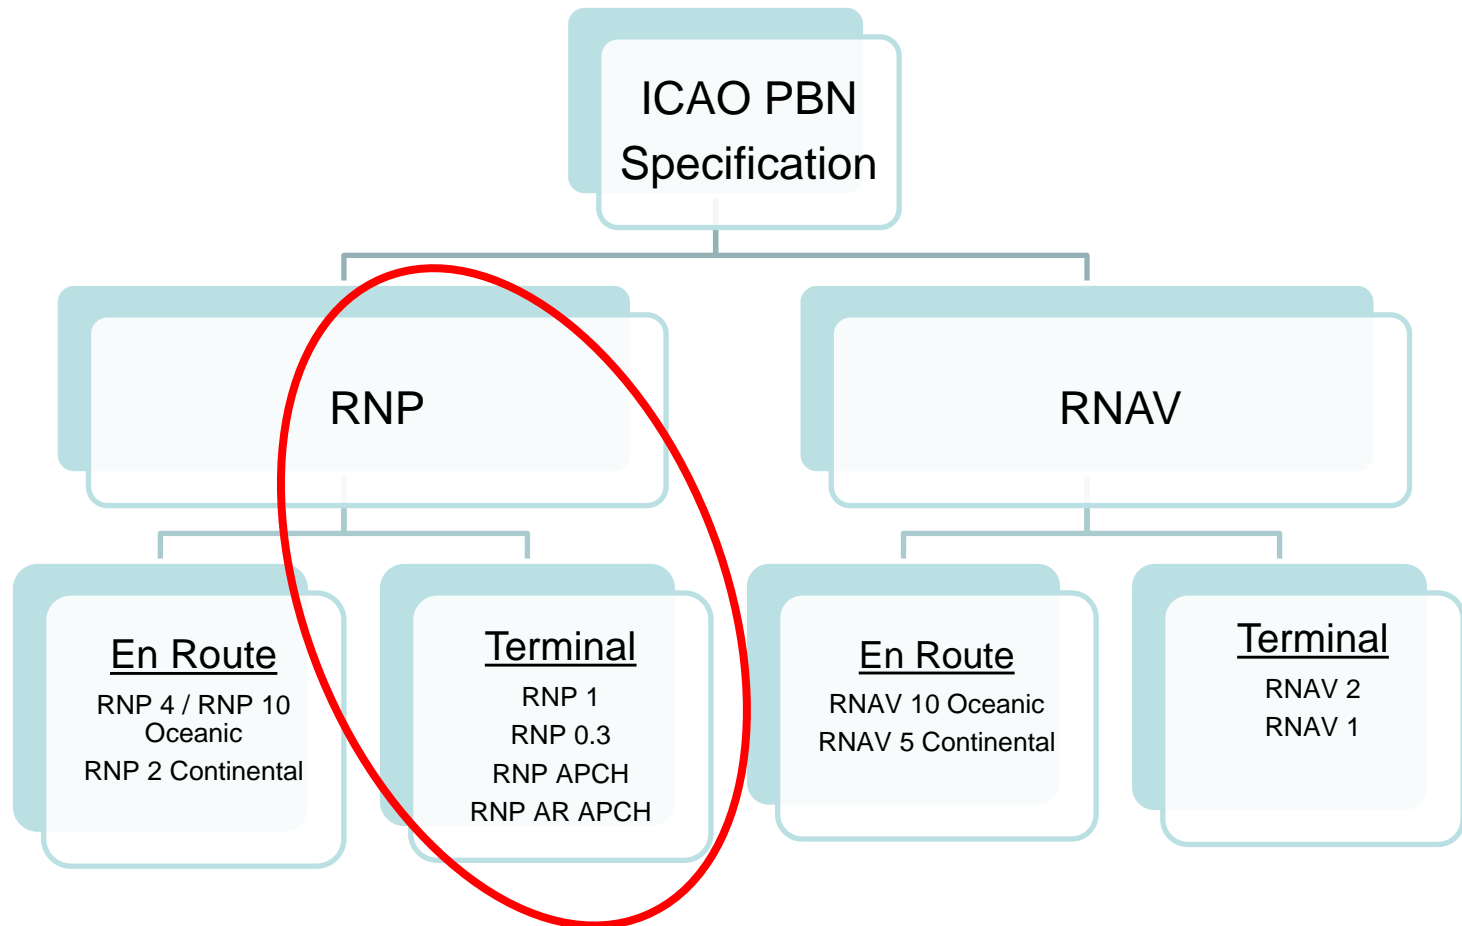 ICAO PBN
Specification
RNP
RNAV
En Route
RNP 4 / RNP 10
Oceanic
RNP 2 Continental
Terminal
RNP 1
RNP 0.3
RNP APCH
RNP AR APCH
En Route
RNAV 10 Oceanic
RNAV 5 Continental
Terminal
RNAV 2
RNAV 1